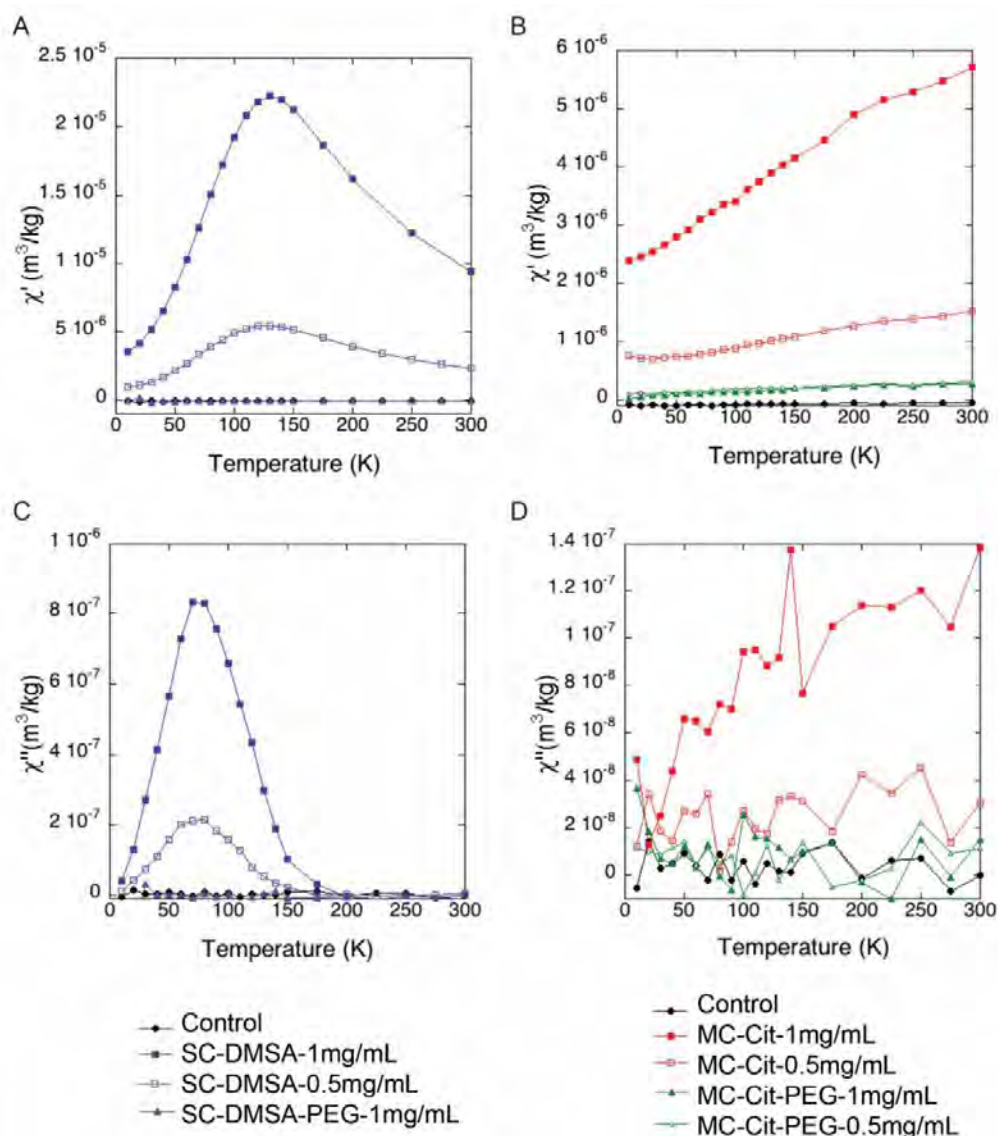 A
2.5 10-5
2 10-5
1.5 10-5
1 10-5
5 10-6
0
χ' (m3/kg)
0 50 100 150 200 250 300
Temperature (K)
B
6 10-6
5 10-6
4 10-6
3 10-6
2 10-6
1 10-6
0
χ' (m3/kg)
0 50 100 150 200 250 300
Temperature (K)
C
1 10-6
8 10-7
6 10-7
4 10-7
2 10-7
0
χ"(m3/kg)
0 50 100 150 200 250 300
Temperature (K)
D
1.4 10-7
1.2 10-7
1 10-7
8 10-8
6 10-8
4 10-8
2 10-8
0
χ"(m3/kg)
0 50 100 150 200 250 300
Temperature (K)
Control
SC-DMSA-1mg/mL
SC-DMSA-0.5mg/mL
SC-DMSA-PEG-1mg/mL
Control
MC-Cit-1mg/mL
MC-Cit-0.5mg/mL
MC-Cit-PEG-1mg/mL
MC-Cit-PEG-0.5mg/mL